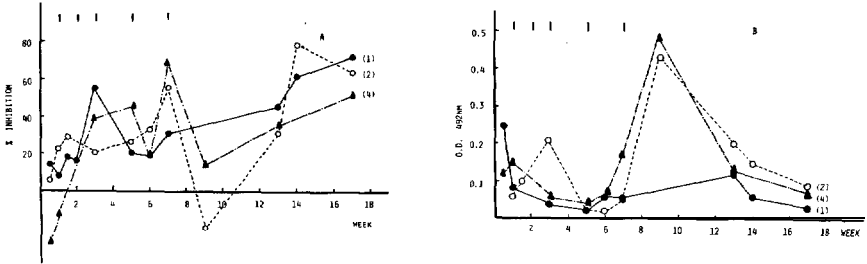 A
80
60
40
20
% INHIBITION
(1)
(2)
(4)
2 4 6 8 10 12 14 16 18
WEEK
B
0.5
0.4
0.3
0.2
0.1
O.D. 492NM
(2)
(4)
(1)
2 4 6 8 10 12 14 16 18 WEEK